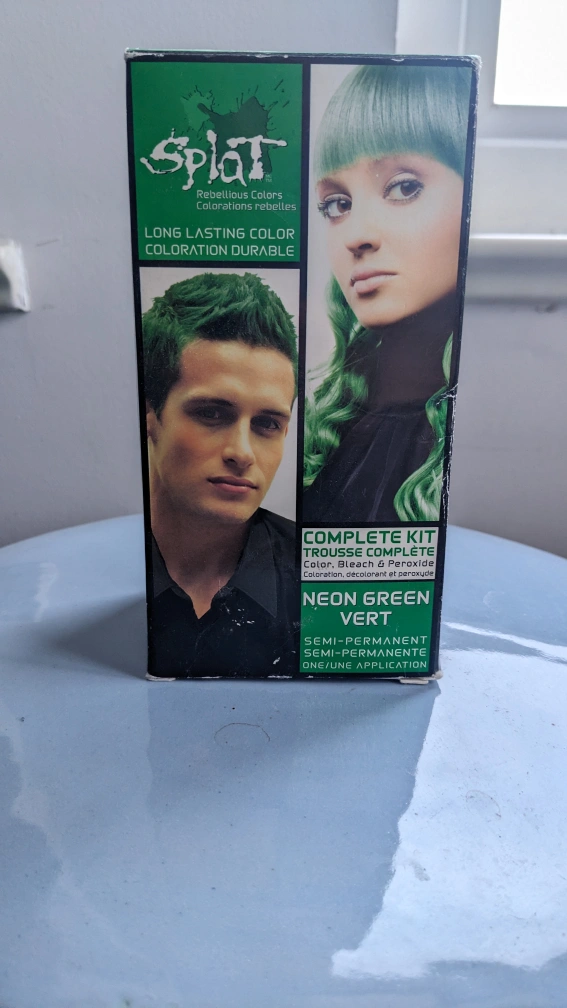 Splat
Rebellious Colors
Colorations rebelles
LONG LASTING COLOR
COLORATION DURABLE
COMPLETE KIT
TROUSSE COMPLÈTE
Color, Bleach & Peroxide
Coloration, décolorant et peroxyde
NEON GREEN
VERT
SEMI-PERMANENT
SEMI-PERMANENTE
ONE/UNE APPLICATION